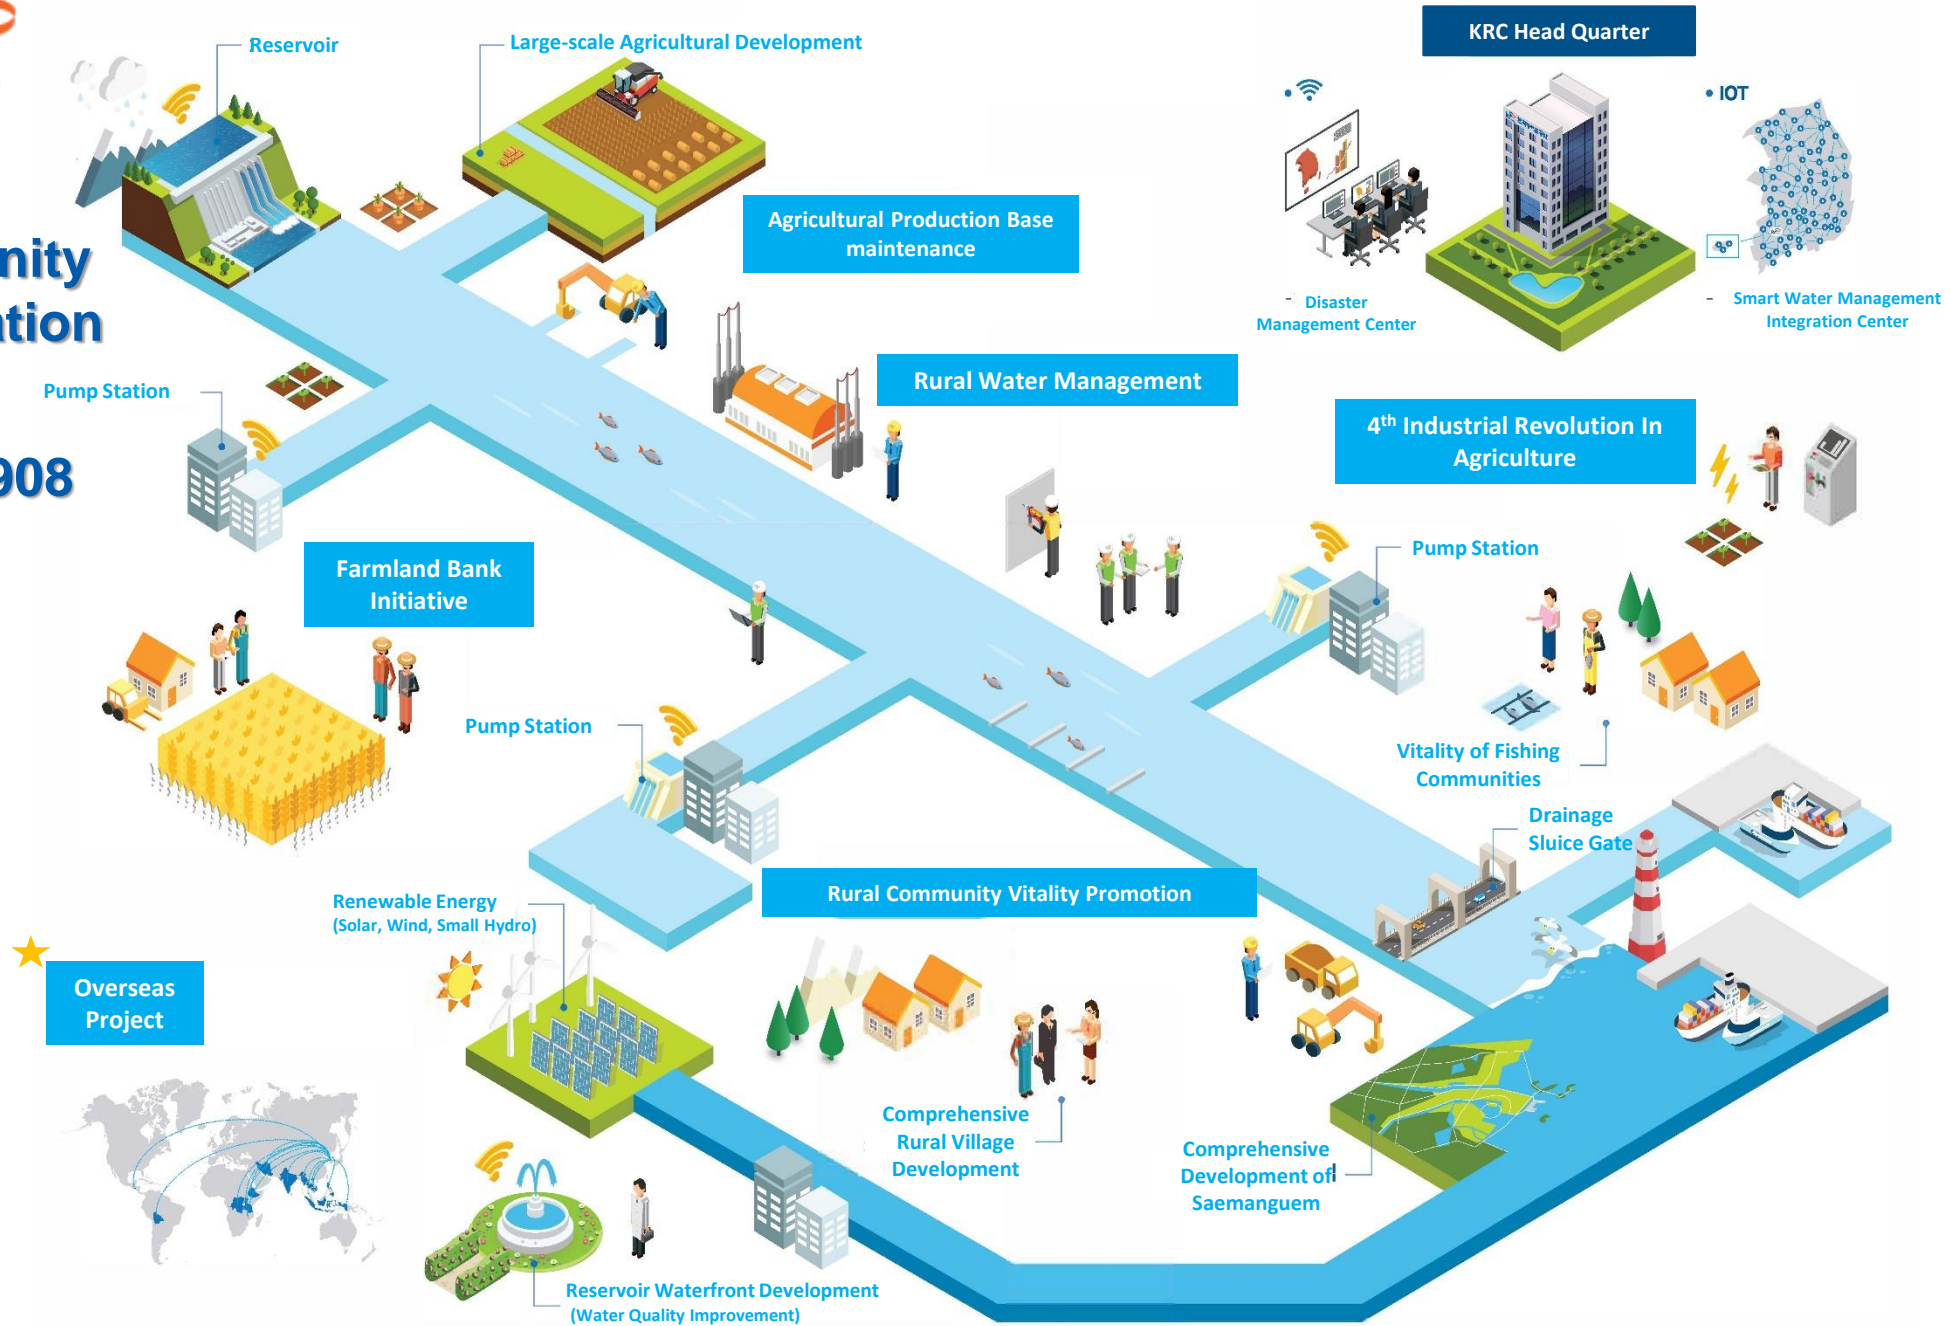 Reservoir
Large-scale Agricultural Development
KRC Head Quarter
• IOT
Agricultural Production Base
maintenance
- Disaster
Management Center
- Smart Water Management
Integration Center
Pump Station
Rural Water Management
4th Industrial Revolution In
Agriculture
908
Farmland Bank
Initiative
Pump Station
Pump Station
Vitality of Fishing
Communities
Drainage
Sluice Gate
Rural Community Vitality Promotion
Renewable Energy
(Solar, Wind, Small Hydro)
Overseas
Project
Comprehensive
Rural Village
Development
Comprehensive
Development of
Saemanguem
Reservoir Waterfront Development
(Water Quality Improvement)